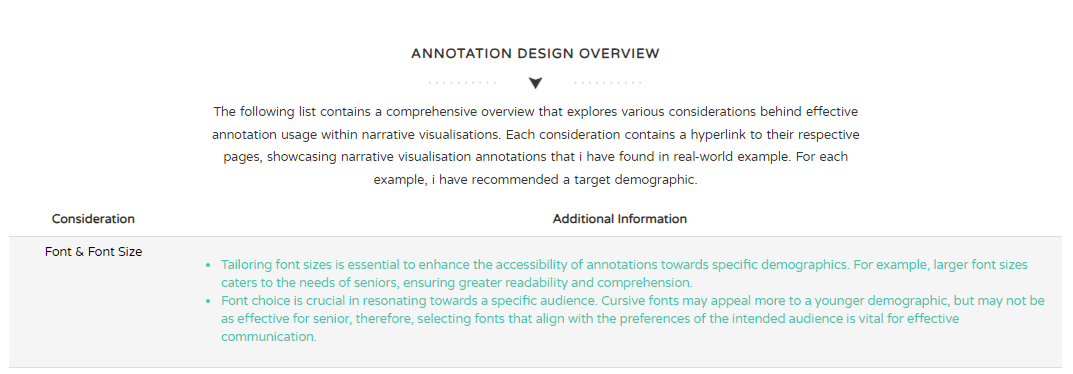 ANNOTATION DESIGN OVERVIEW
The following list contains a comprehensive overview that explores various considerations behind effective
annotation usage within narrative visualisations. Each consideration contains a hyperlink to their respective
pages, showcasing narrative visualisation annotations that i have found in real-world example. For each
example, i have recommended a target demographic.
Consideration Additional Information
Font & Font Size
• Tailoring font sizes is essential to enhance the accessibility of annotations towards specific demographics. For example, larger font sizes
caters to the needs of seniors, ensuring greater readability and comprehension.
• Font choice is crucial in resonating towards a specific audience. Cursive fonts may appeal more to a younger demographic, but may not be
as effective for senior, therefore, selecting fonts that align with the preferences of the intended audience is vital for effective
communication.